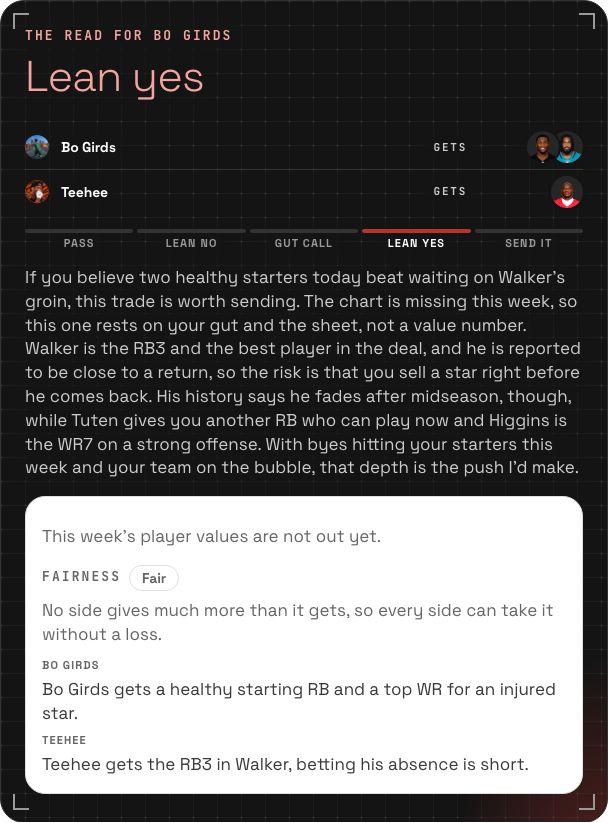 THE READ FOR BO GIRDS
Lean yes
Bo Girds GETS
Teehee GETS
PASS LEAN NO GUT CALL LEAN YES SEND IT
If you believe two healthy starters today beat waiting on Walker's
groin, this trade is worth sending. The chart is missing this week, so
this one rests on your gut and the sheet, not a value number.
Walker is the RB3 and the best player in the deal, and he is reported
to be close to a return, so the risk is that you sell a star right before
he comes back. His history says he fades after midseason, though,
while Tuten gives you another RB who can play now and Higgins is
the WR7 on a strong offense. With byes hitting your starters this
week and your team on the bubble, that depth is the push I'd make.
This week's player values are not out yet.
FAIRNESS Fair
No side gives much more than it gets, so every side can take it
without a loss.
BO GIRDS
Bo Girds gets a healthy starting RB and a top WR for an injured
star.
TEEHEE
Teehee gets the RB3 in Walker, betting his absence is short.